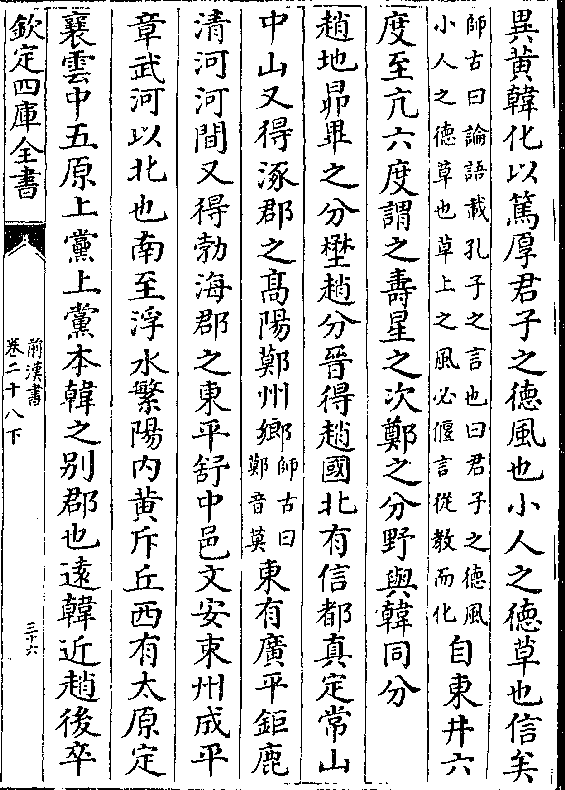 異黄韓化以篤厚君子之徳風也小人之徳草也信矣
師古曰論語載孔子之言也曰君子之徳風
小人之徳草也草上之風必偃言從教而化
自東井六
度至亢六度謂之壽星之次鄭之分野與韓同分
趙地昴畢之分壄趙分晉得趙國北有信都真定常山
中山又得涿郡之髙陽鄚州鄉
師古曰
鄚音莫
東有廣平鉅鹿
清河河間又得勃海郡之東平舒中邑文安東州成平
章武河以北也南至浮水繁陽内黄斥丘西有太原定
襄雲中五原上黨上黨本韓之别郡也遠韓近趙後卒
欽定四庫全書
前漢書
卷二十八下
三十六